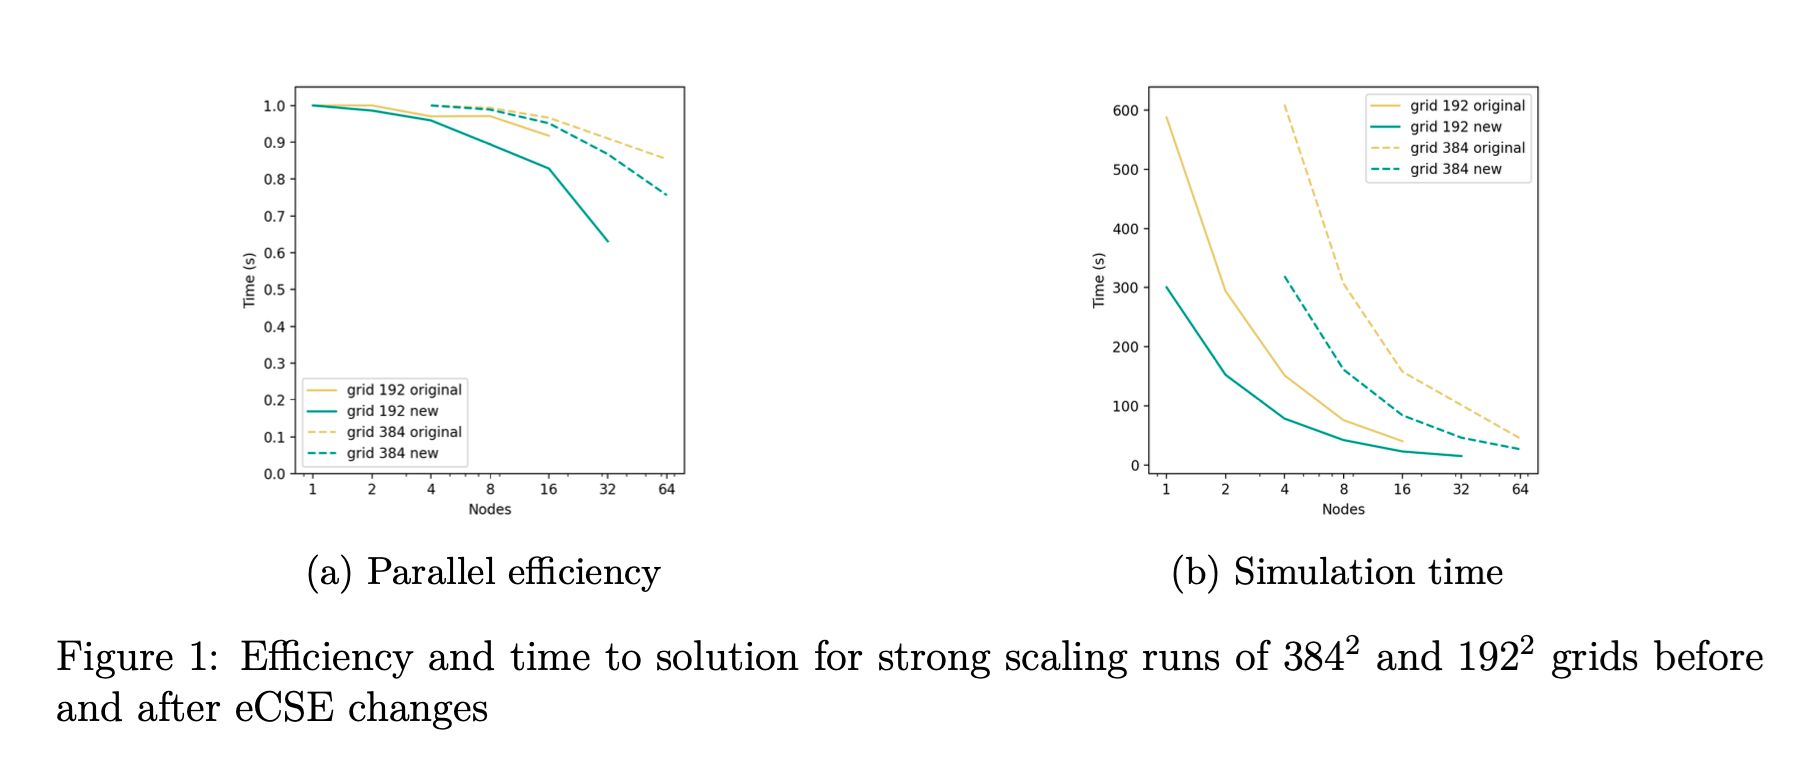 1.0
0.9
0.8
0.7
0.6
0.5
0.4
0.3
0.2
0.1
0.0
Time (s)
grid 192 original
grid 192 new
grid 384 original
grid 384 new
1 2 4 8 16 32 64
Nodes
(a) Parallel efficiency
600
500
400
300
200
100
0
Time (s)
grid 192 original
grid 192 new
grid 384 original
grid 384 new
1 2 4 8 16 32 64
Nodes
(b) Simulation time
Figure 1: Efficiency and time to solution for strong scaling runs of 384² and 192² grids before
and after eCSE changes